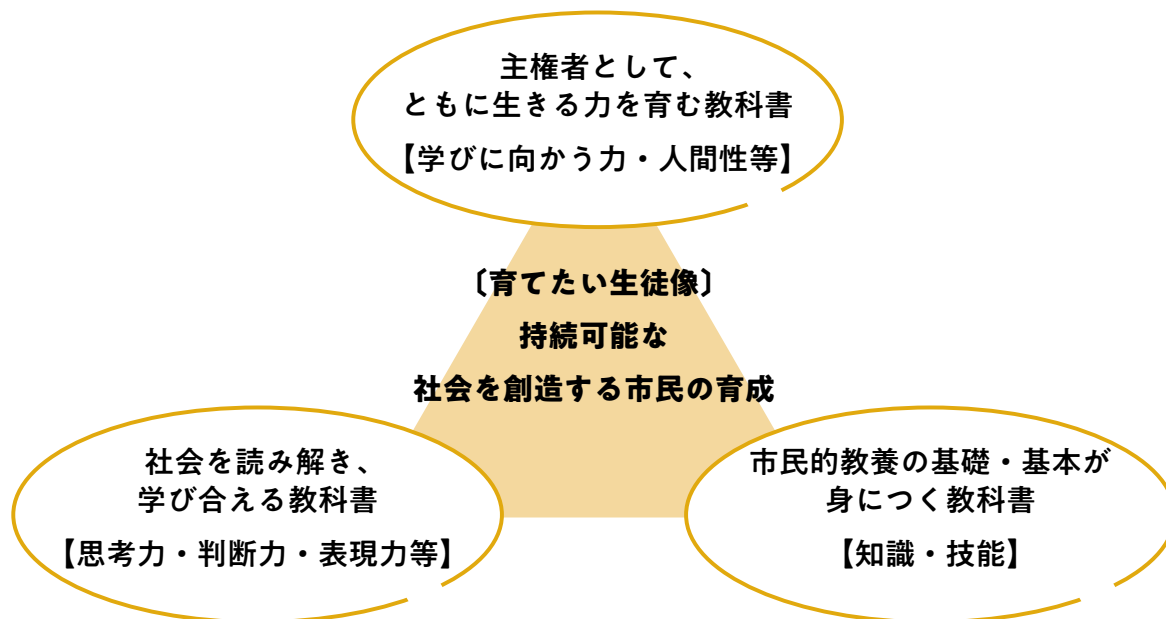 主権者として、
ともに生きる力を育む教科書
【学びに向かう力・人間性等】
〔育てたい生徒像〕
持続可能な
社会を創造する市民の育成
社会を読み解き、
学び合える教科書
【思考力・判断力・表現力等】
市民的教養の基礎・基本が
身につく教科書
【知識・技能】